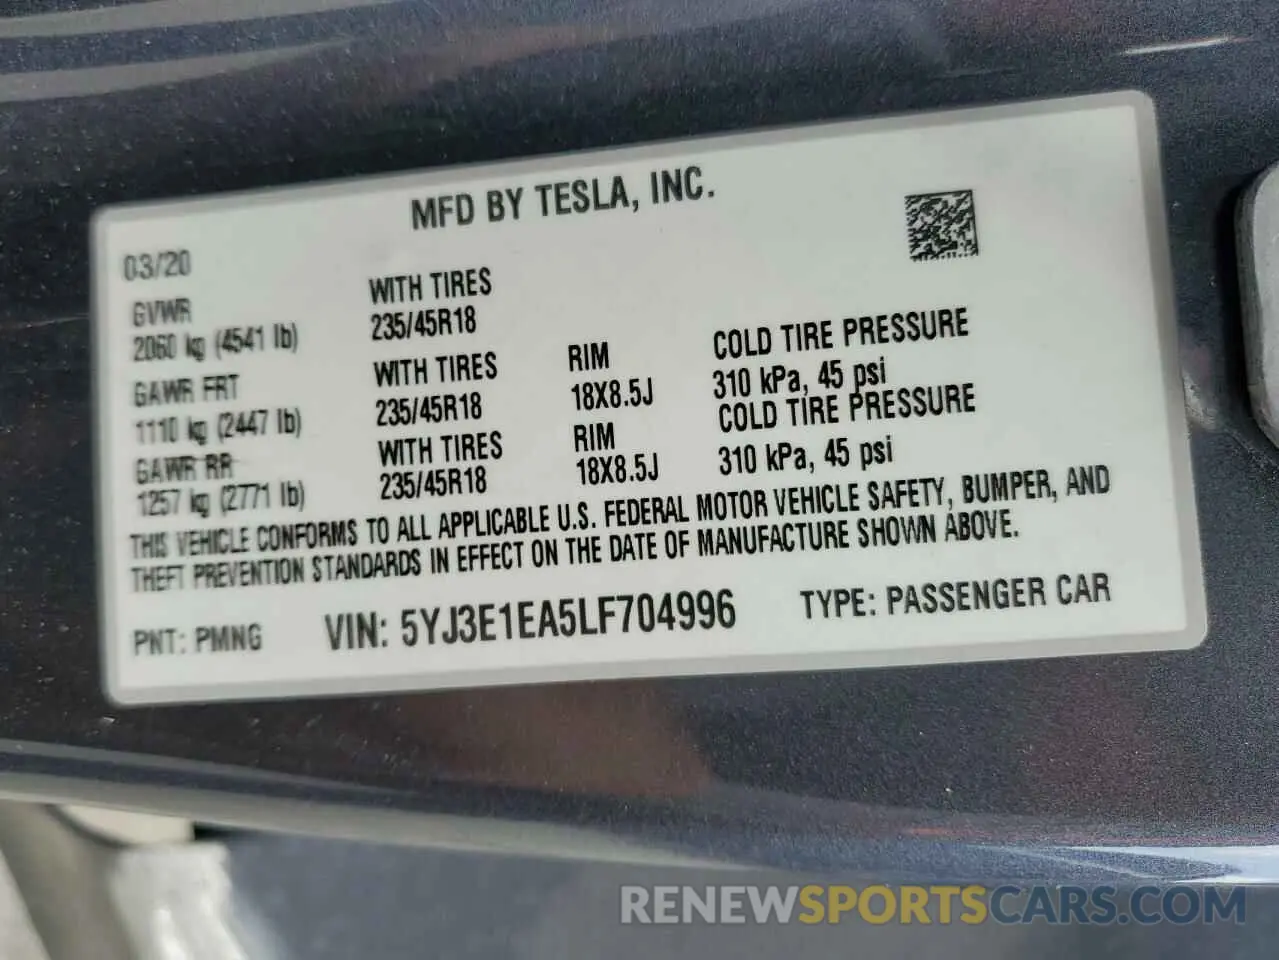 MFD BY TESLA, INC.
03/20
GVWR
2060 kg (4541 lb)
WITH TIRES
235/45R18
GAWR FRT
1110 kg (2447 lb)
WITH TIRES
235/45R18
RIM
18X8.5J
COLD TIRE PRESSURE
310 kPa, 45 psi
GAWR RR
1257 kg (2771 lb)
WITH TIRES
235/45R18
RIM
18X8.5J
COLD TIRE PRESSURE
310 kPa, 45 psi
THIS VEHICLE CONFORMS TO ALL APPLICABLE U.S. FEDERAL MOTOR VEHICLE SAFETY, BUMPER, AND
THEFT PREVENTION STANDARDS IN EFFECT ON THE DATE OF MANUFACTURE SHOWN ABOVE.
PNT: PMNG VIN: 5YJ3E1EA5LF704996 TYPE: PASSENGER CAR
RENEWSPORTSCARS.COM